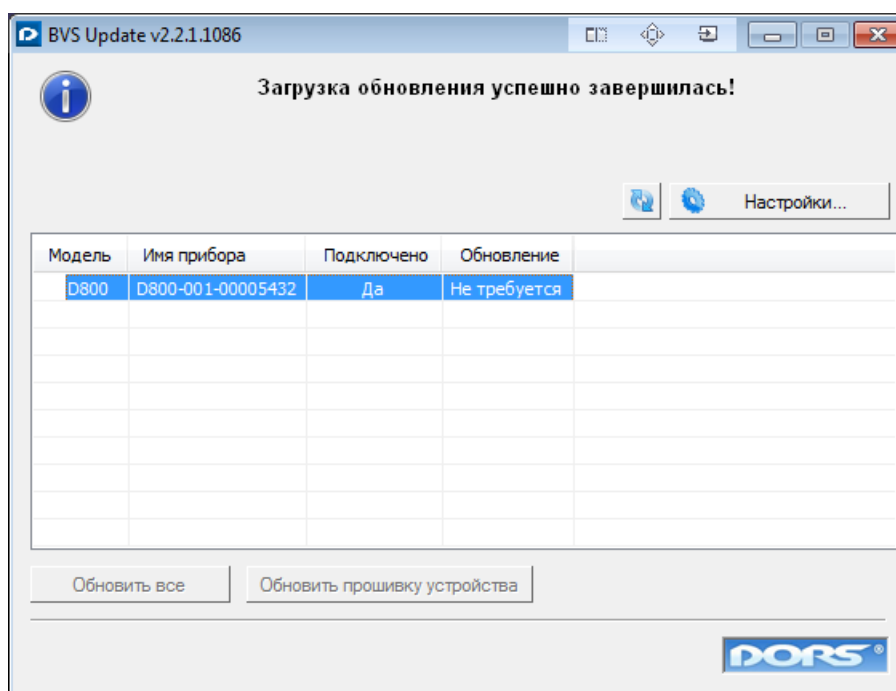 BVS Update v2.2.1.1086
Загрузка обновления успешно завершилась!
Настройки...
Модель Имя прибора Подключено Обновление
D800 D800-001-00005432 Да Не требуется
Обновить все Обновить прошивку устройства
DORS®